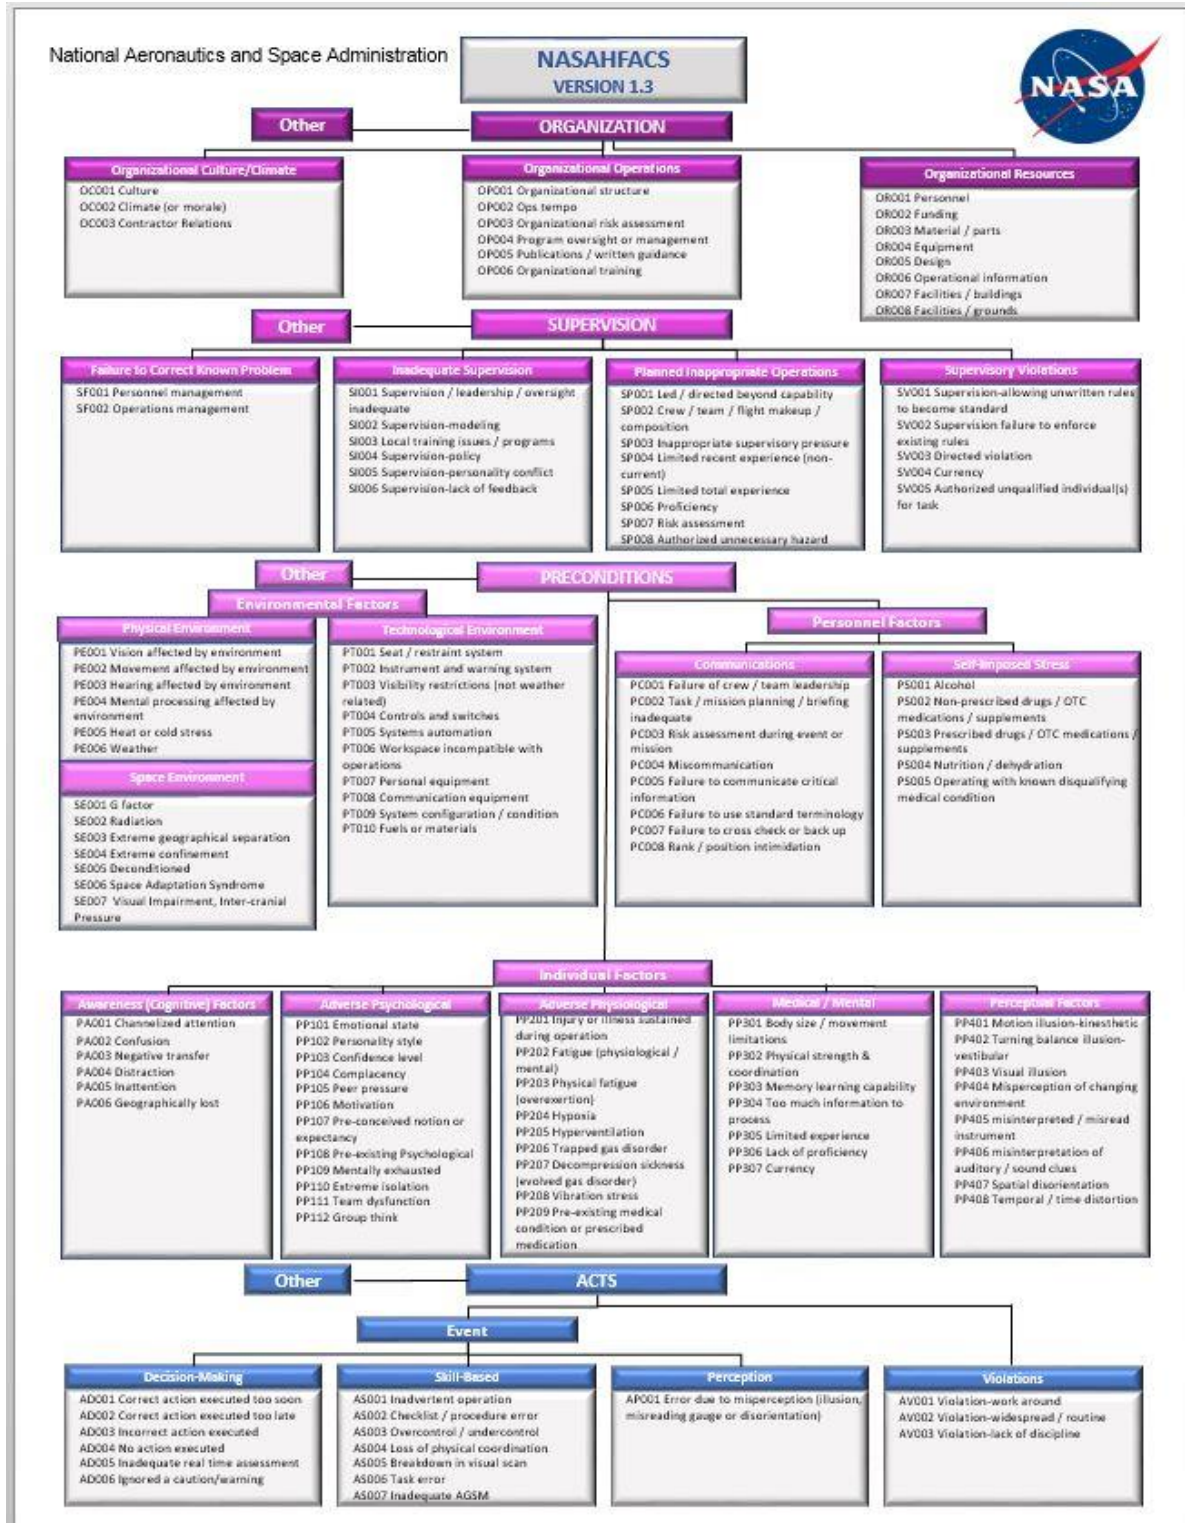 National Aeronautics and Space Administration
NASAHFACS
VERSION 1.3
NASA
Other
ORGANIZATION
Organizational Culture/Climate
OC001 Culture
OC002 Climate (or morale)
OC003 Contractor Relations
Organizational Operations
OP001 Organizational structure
OP002 Ops tempo
OP003 Organizational risk assessment
OP004 Program oversight or management
OP005 Publications / written guidance
OP006 Organizational training
Organizational Resources
OR001 Personnel
OR002 Funding
OR003 Material / parts
OR004 Equipment
OR005 Design
OR006 Operational information
OR007 Facilities / buildings
OR008 Facilities / grounds
Other
SUPERVISION
Failure to Correct Known Problem
SF001 Personnel management
SF002 Operations management
Inadequate Supervision
SI001 Supervision / leadership / oversight
inadequate
SI002 Supervision-modeling
SI003 Local training issues / programs
SI004 Supervision-policy
SI005 Supervision-personality conflict
SI006 Supervision-lack of feedback
Planned Inappropriate Operations
SP001 Led / directed beyond capability
SP002 Crew / team / flight makeup /
composition
SP003 Inappropriate supervisory pressure
SP004 Limited recent experience (non-
current)
SP005 Limited total experience
SP006 Proficiency
SP007 Risk assessment
SP008 Authorized unnecessary hazard
Supervisory Violations
SV001 Supervision-allowing unwritten rules
to become standard
SV002 Supervision failure to enforce
existing rules
SV003 Directed violation
SV004 Currency
SV005 Authorized unqualified individual(s)
for task
Other
PRECONDITIONS
Environmental Factors
Physical Environment
PE001 Vision affected by environment
PE002 Movement affected by environment
PE003 Hearing affected by environment
PE004 Mental processing affected by
environment
PE005 Heat or cold stress
PE006 Weather
Space Environment
SE001 G factor
SE002 Radiation
SE003 Extreme geographical separation
SE004 Extreme confinement
SE005 Deconditioned
SE006 Space Adaptation Syndrome
SE007 Visual Impairment, Inter-cranial
Pressure
Technological Environment
PT001 Seat / restraint system
PT002 Instrument and warning system
PT003 Visibility restrictions (not weather
related)
PT004 Controls and switches
PT005 Systems automation
PT006 Workspace incompatible with
operations
PT007 Personal equipment
PT008 Communication equipment
PT009 System configuration / condition
PT010 Fuels or materials
Personnel Factors
Communications
PC001 Failure of crew / team leadership
PC002 Task / mission planning / briefing
inadequate
PC003 Risk assessment during event or
mission
PC004 Miscommunication
PC005 Failure to communicate critical
information
PC006 Failure to use standard terminology
PC007 Failure to cross check or back up
PC008 Rank / position intimidation
Self-Imposed Stress
PS001 Alcohol
PS002 Non-prescribed drugs / OTC
medications / supplements
PS003 Prescribed drugs / OTC medications /
supplements
PS004 Nutrition / dehydration
PS005 Operating with known disqualifying
medical condition
Individual Factors
Awareness (Cognitive) Factors
PA001 Channelized attention
PA002 Confusion
PA003 Negative transfer
PA004 Distraction
PA005 Inattention
PA006 Geographically lost
Adverse Psychological
PP101 Emotional state
PP102 Personality style
PP103 Confidence level
PP104 Complacency
PP105 Peer pressure
PP106 Motivation
PP107 Pre-conceived notion or
expectancy
PP108 Pre-existing Psychological
PP109 Mentally exhausted
PP110 Extreme isolation
PP111 Team dysfunction
PP112 Group think
Adverse Physiological
PP201 Injury or illness sustained
during operation
PP202 Fatigue (physiological /
mental)
PP203 Physical fatigue
(overexertion)
PP204 Hypoxia
PP205 Hyperventilation
PP206 Trapped gas disorder
PP207 Decompression sickness
(evolved gas disorder)
PP208 Vibration stress
PP209 Pre-existing medical
condition or prescribed
medication
Medical / Mental
PP301 Body size / movement
limitations
PP302 Physical strength &
coordination
PP303 Memory learning capability
PP304 Too much information to
process
PP305 Limited experience
PP306 Lack of proficiency
PP307 Currency
Perceptual Factors
PP401 Motion illusion-kinesthetic
PP402 Turning balance illusion-
vestibular
PP403 Visual illusion
PP404 Misperception of changing
environment
PP405 misinterpreted / misread
instrument
PP406 misinterpretation of
auditory / sound clues
PP407 Spatial disorientation
PP408 Temporal / time distortion
Other
ACTS
Event
Decision-Making
AD001 Correct action executed too soon
AD002 Correct action executed too late
AD003 Incorrect action executed
AD004 No action executed
AD005 Inadequate real time assessment
AD006 Ignored a caution/warning
Skill-Based
AS001 Inadvertent operation
AS002 Checklist / procedure error
AS003 Overcontrol / undercontrol
AS004 Loss of physical coordination
AS005 Breakdown in visual scan
AS006 Task error
AS007 Inadequate AGSM
Perception
AP001 Error due to misperception (illusion,
misreading gauge or disorientation)
Violations
AV001 Violation-work around
AV002 Violation-widespread / routine
AV003 Violation-lack of discipline